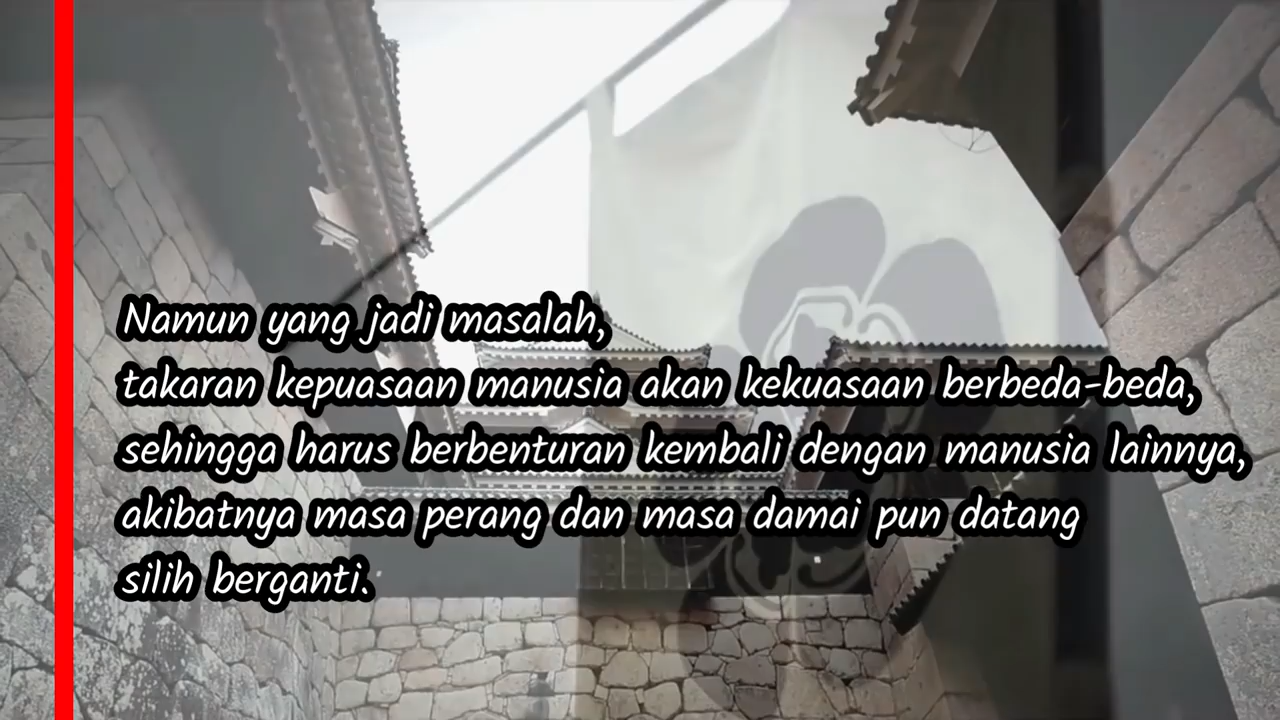 Namun yang jadi masalah,
takaran kepuasaan manusia akan kekuasaan berbeda-beda,
sehingga harus berbenturan kembali dengan manusia lainnya,
akibatnya masa perang dan masa damai pun datang
silih berganti.